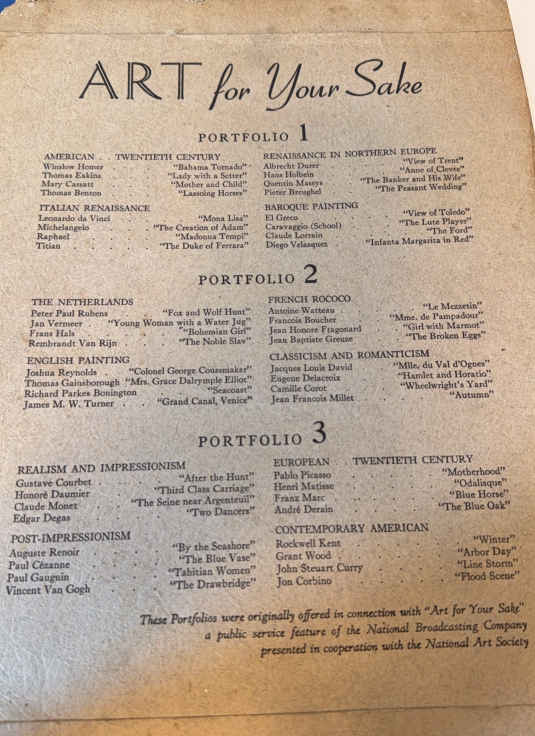 ART for Your Sake
PORTFOLIO 1
AMERICAN . . TWENTIETH CENTURY
Winslow Homer . . . "Bahama Tornado"
Thomas Eakins . . . "Lady with a Setter"
Mary Cassatt . . . "Mother and Child"
Thomas Benton . . . "Lassoing Horses"
RENAISSANCE IN NORTHERN EUROPE
Albrecht Durer . . . "View of Trent"
Hans Holbein . . . "Anne of Cleves"
Quentin Massys . . . "The Banker and His Wife"
Pieter Breughel . . . "The Peasant Wedding"
ITALIAN RENAISSANCE
Leonardo da Vinci . . . "Mona Lisa"
Michelangelo . . . "The Creation of Adam"
Raphael . . . "Madonna Tempi"
Titian . . . "The Duke of Ferrara"
BAROQUE PAINTING
El Greco . . . "View of Toledo"
Caravaggio (School) . . . "The Lute Player"
Claude Lorrain . . . "The Ford"
Diego Velasquez . . . "Infanta Margarita in Red"
PORTFOLIO 2
THE NETHERLANDS
Peter Paul Rubens . . . "Fox and Wolf Hunt"
Jan Vermeer . . . "Young Woman with a Water Jug"
Frans Hals . . . "Bohemian Girl"
Rembrandt Van Rijn . . . "The Noble Slav"
FRENCH ROCOCO
Antoine Watteau . . . "Le Mezzetin"
Francois Boucher . . . "Mme. de Pampadour"
Jean Honore Fragonard . . . "Girl with Marmot"
Jean Baptiste Greuze . . . "The Broken Eggs"
ENGLISH PAINTING
Joshua Reynolds . . . "Colonel George Coussmaker"
Thomas Gainsborough "Mrs. Grace Dalrymple Elliot"
Richard Parkes Bonington . . . "Seacoast"
James M. W. Turner . . . "Grand Canal, Venice"
CLASSICISM AND ROMANTICISM
Jacques Louis David . . . "Mlle. du Val d'Ognes"
Eugene Delacroix . . . "Hamlet and Horatio"
Camille Corot . . . "Wheelwright's Yard"
Jean Francois Millet . . . "Autumn"
PORTFOLIO 3
REALISM AND IMPRESSIONISM
Gustave Courbet . . . "After the Hunt"
Honoré Daumier . . . "Third Class Carriage"
Claude Monet . . . "The Seine near Argenteuil"
Edgar Degas . . . "Two Dancers"
EUROPEAN . . TWENTIETH CENTURY
Pablo Picasso . . . "Motherhood"
Henri Matisse . . . "Odalisque"
Franz Marc . . . "Blue Horse"
André Derain . . . "The Blue Oak"
POST-IMPRESSIONISM
Auguste Renoir . . . "By the Seashore"
Paul Cézanne . . . "The Blue Vase"
Paul Gauguin . . . "Tahitian Women"
Vincent Van Gogh . . . "The Drawbridge"
CONTEMPORARY AMERICAN
Rockwell Kent . . . "Winter"
Grant Wood . . . "Arbor Day"
John Steuart Curry . . . "Line Storm"
Jon Corbino . . . "Flood Scene"
These Portfolios were originally offered in connection with "Art for Your Sake"
a public service feature of the National Broadcasting Company
presented in cooperation with the National Art Society